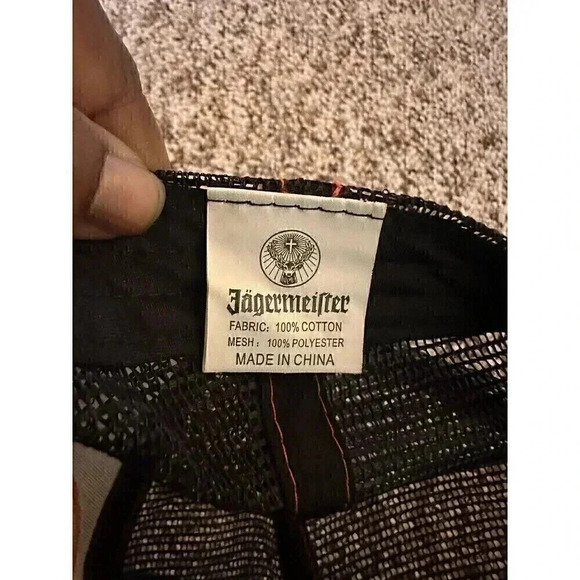 Jägermeiſter
FABRIC: 100% COTTON
MESH: 100% POLYESTER
MADE IN CHINA